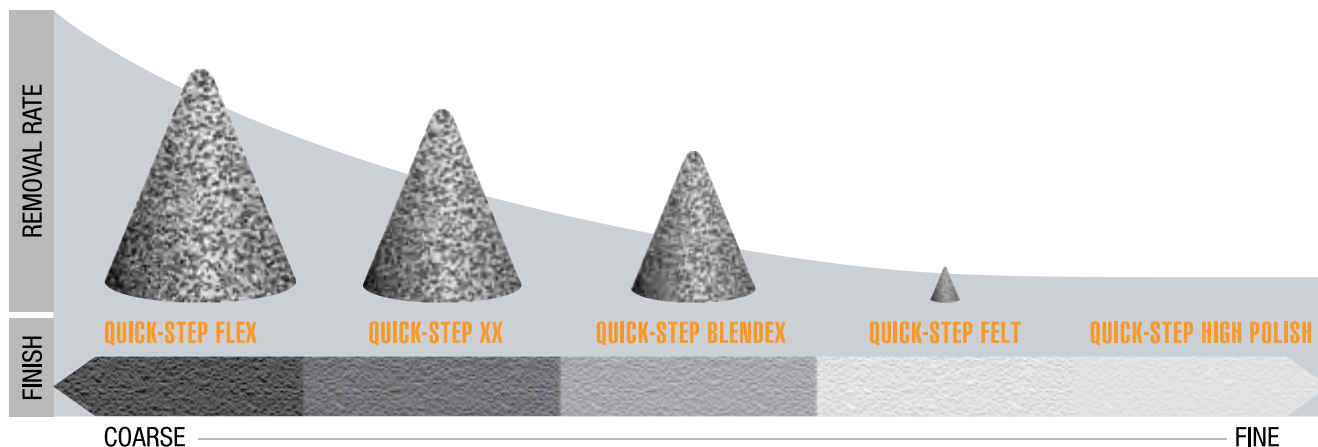 REMOVAL RATE
QUICK-STEP FLEX
QUICK-STEP XX
QUICK-STEP BLENDEX
QUICK-STEP FELT
QUICK-STEP HIGH POLISH
FINISH
COARSE
FINE